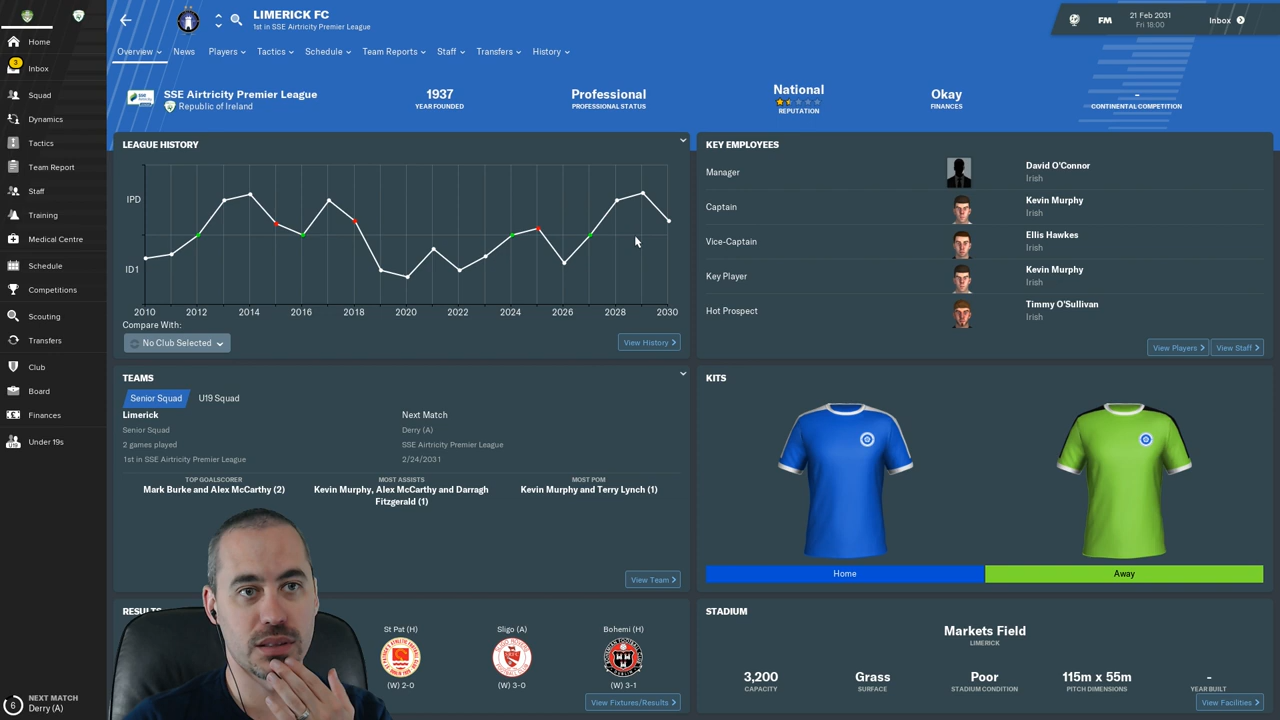 LIMERICK FC
1st in SSE Airtricity Premier League
21 Feb 2031
Fri 18:00
FM
Inbox
Overview
News
Players
Tactics
Schedule
Team Reports
Staff
Transfers
History
Home
3
Inbox
Squad
Dynamics
Tactics
Team Report
Staff
Training
Medical Centre
Schedule
Competitions
Scouting
Transfers
Club
Board
Finances
Under 19s
6
NEXT MATCH
Derry (A)
SSE Airtricity Premier League
Republic of Ireland
1937
YEAR FOUNDED
Professional
PROFESSIONAL STATUS
National
REPUTATION
Okay
FINANCES
-
CONTINENTAL COMPETITION
LEAGUE HISTORY
IPD
ID1
2010 2012 2014 2016 2018 2020 2022 2024 2026 2028 2030
Compare With:
No Club Selected
View History
KEY EMPLOYEES
Manager
David O'Connor
Irish
Captain
Kevin Murphy
Irish
Vice-Captain
Ellis Hawkes
Irish
Key Player
Kevin Murphy
Irish
Hot Prospect
Timmy O'Sullivan
Irish
View Players
View Staff
TEAMS
Senior Squad
U19 Squad
Limerick
Senior Squad
2 games played
1st in SSE Airtricity Premier League
Next Match
Derry (A)
SSE Airtricity Premier League
2/24/2031
TOP GOALSCORER
Mark Burke and Alex McCarthy (2)
MOST ASSISTS
Kevin Murphy, Alex McCarthy and Darragh
Fitzgerald (1)
MOST POM
Kevin Murphy and Terry Lynch (1)
View Team
KITS
Home
Away
RESULTS
St Pat (H)
(W) 2-0
Sligo (A)
(W) 3-0
Bohemi (H)
(W) 3-1
View Fixtures/Results
STADIUM
Markets Field
LIMERICK
3,200
CAPACITY
Grass
SURFACE
Poor
STADIUM CONDITION
115m x 55m
PITCH DIMENSIONS
-
YEAR BUILT
View Facilities